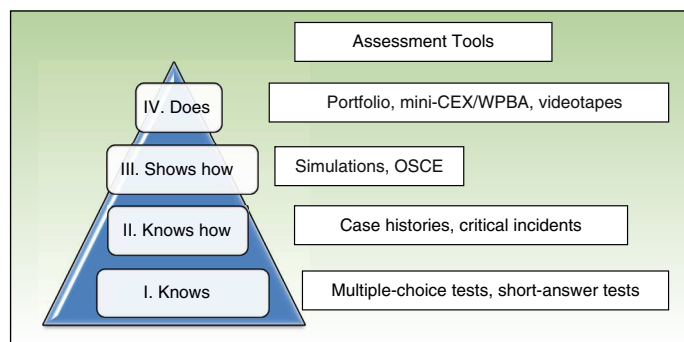 Assessment Tools
IV. Does
Portfolio, mini-CEX/WPBA, videotapes
III. Shows how
Simulations, OSCE
II. Knows how
Case histories, critical incidents
I. Knows
Multiple-choice tests, short-answer tests